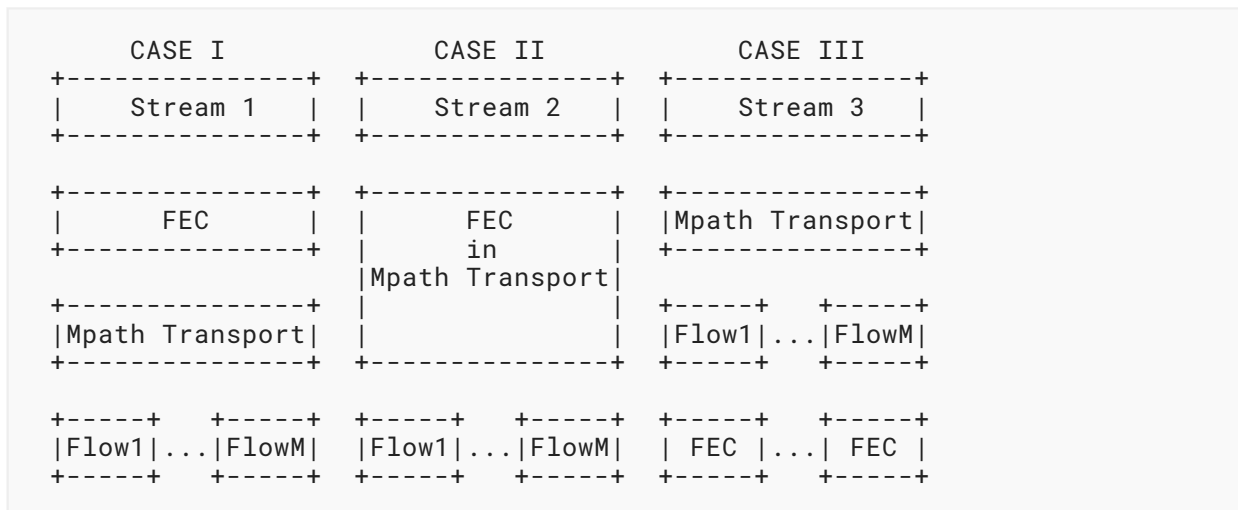 CASE I             CASE II            CASE III
+---------------+  +---------------+  +---------------+
|    Stream 1   |  |    Stream 2   |  |    Stream 3   |
+---------------+  +---------------+  +---------------+

+---------------+  +---------------+  +---------------+
|      FEC      |  |      FEC      |  |Mpath Transport|
+---------------+  |      in       |  +---------------+
                   |Mpath Transport|
+---------------+  |               |  +-----+   +-----+
|Mpath Transport|  |               |  |Flow1|...|FlowM|
+---------------+  +---------------+  +-----+   +-----+

+-----+   +-----+  +-----+   +-----+  +-----+   +-----+
|Flow1|...|FlowM|  |Flow1|...|FlowM|  | FEC |...| FEC |
+-----+   +-----+  +-----+   +-----+  +-----+   +-----+